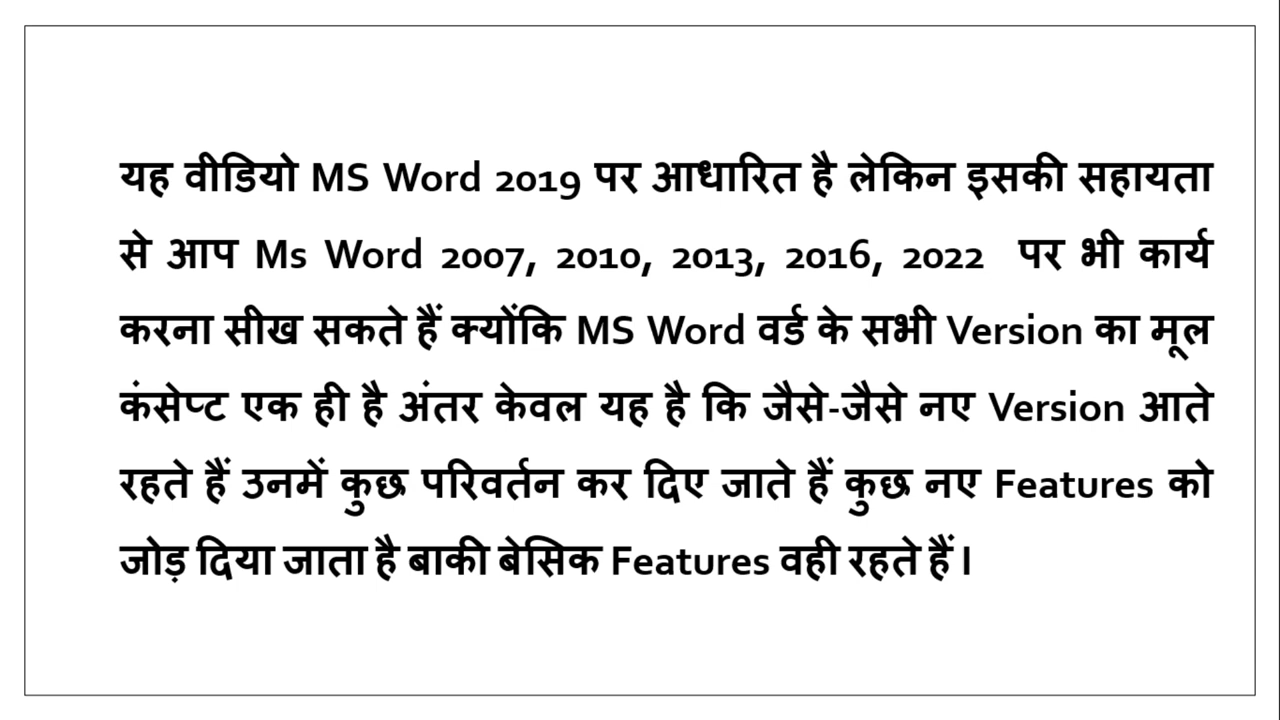 यह वीडियो MS Word 2019 पर आधारित है लेकिन इसकी सहायता
से आप Ms Word 2007, 2010, 2013, 2016, 2022 पर भी कार्य
करना सीख सकते हैं क्योंकि MS Word वर्ड के सभी Version का मूल
कंसेप्ट एक ही है अंतर केवल यह है कि जैसे-जैसे नए Version आते
रहते हैं उनमें कुछ परिवर्तन कर दिए जाते हैं कुछ नए Features को
जोड़ दिया जाता है बाकी बेसिक Features वही रहते हैं।